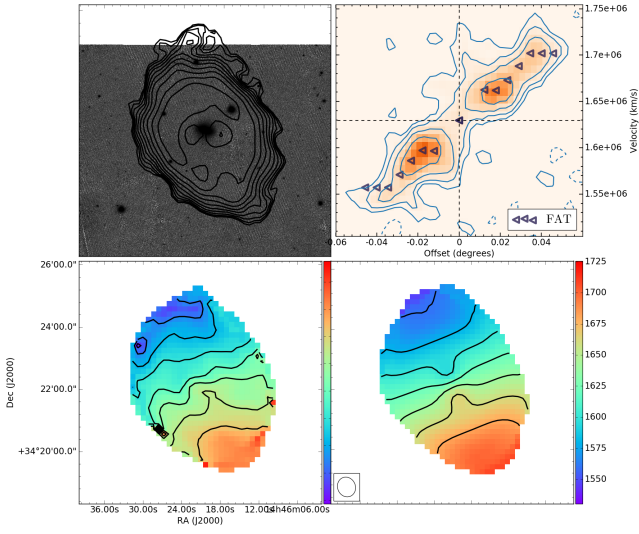 1.75e+06
1.7e+06
1.65e+06
1.6e+06
1.55e+06
Velocity (km/s)
FAT
-0.06 -0.04 -0.02 0 0.02 0.04
Offset (degrees)
26'00.0"
24'00.0"
22'00.0"
+34°20'00.0"
Dec (J2000)
36.00s 30.00s 24.00s 18.00s 12.00s 14h46m06.00s
RA (J2000)
1725
1700
1675
1650
1625
1600
1575
1550